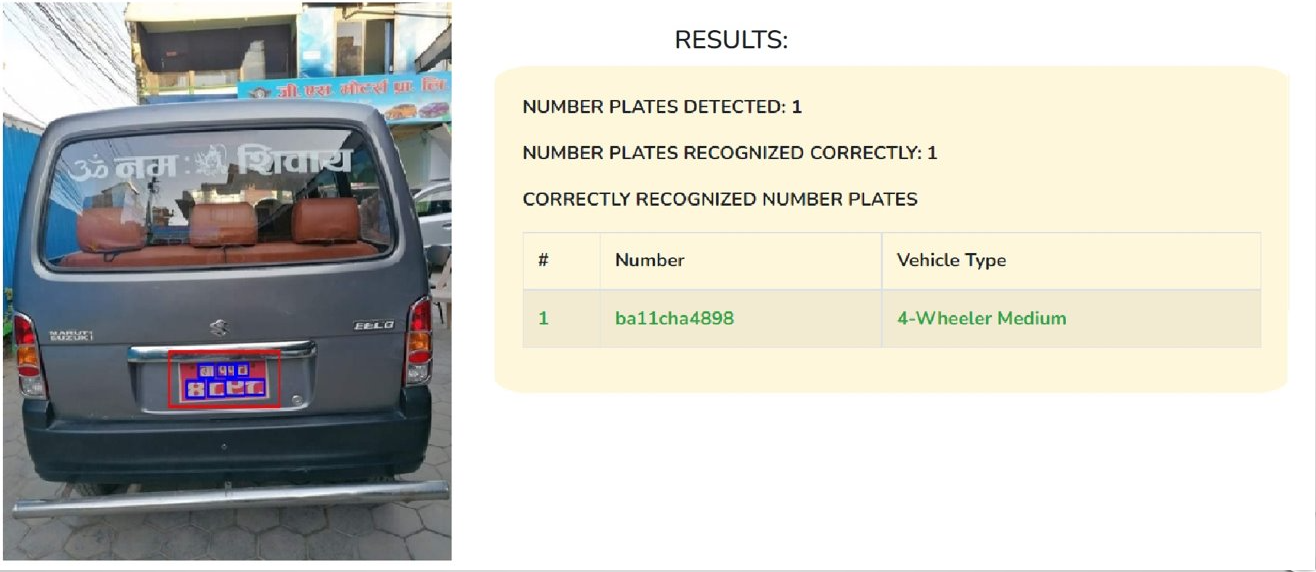 जी.एस. मोटर्स प्रा. लि
ॐ नमः शिवाय
MARUTI
SUZUKI
EECO
RESULTS:
NUMBER PLATES DETECTED: 1
NUMBER PLATES RECOGNIZED CORRECTLY: 1
CORRECTLY RECOGNIZED NUMBER PLATES
# Number Vehicle Type
1 ba11cha4898 4-Wheeler Medium